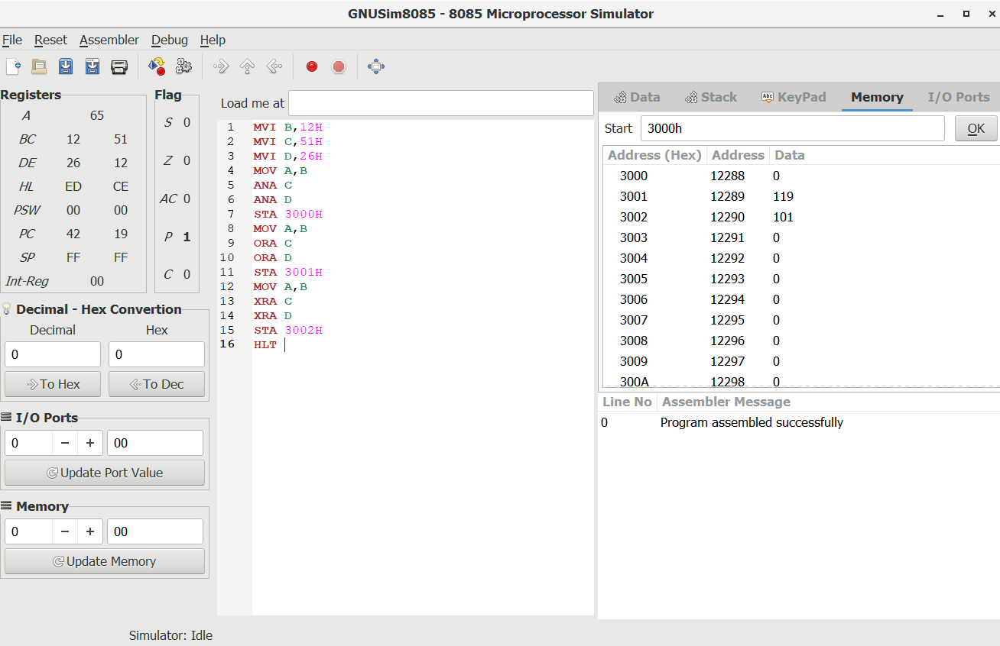 GNUSim8085 - 8085 Microprocessor Simulator
File Reset Assembler Debug Help
Registers
A 65
BC 12 51
DE 26 12
HL ED CE
PSW 00 00
PC 42 19
SP FF FF
Int-Reg 00
Flag
S 0
Z 0
AC 0
P 1
C 0
Decimal - Hex Convertion
Decimal Hex
0 0
To Hex To Dec
I/O Ports
0 − + 00
Update Port Value
Memory
0 − + 00
Update Memory
Load me at
1 MVI B,12H
2 MVI C,51H
3 MVI D,26H
4 MOV A,B
5 ANA C
6 ANA D
7 STA 3000H
8 MOV A,B
9 ORA C
10 ORA D
11 STA 3001H
12 MOV A,B
13 XRA C
14 XRA D
15 STA 3002H
16 HLT
Data Stack Abc KeyPad Memory I/O Ports
Start 3000h OK
Address (Hex) Address Data
3000 12288 0
3001 12289 119
3002 12290 101
3003 12291 0
3004 12292 0
3005 12293 0
3006 12294 0
3007 12295 0
3008 12296 0
3009 12297 0
300A 12298 0
Line No Assembler Message
0 Program assembled successfully
Simulator: Idle